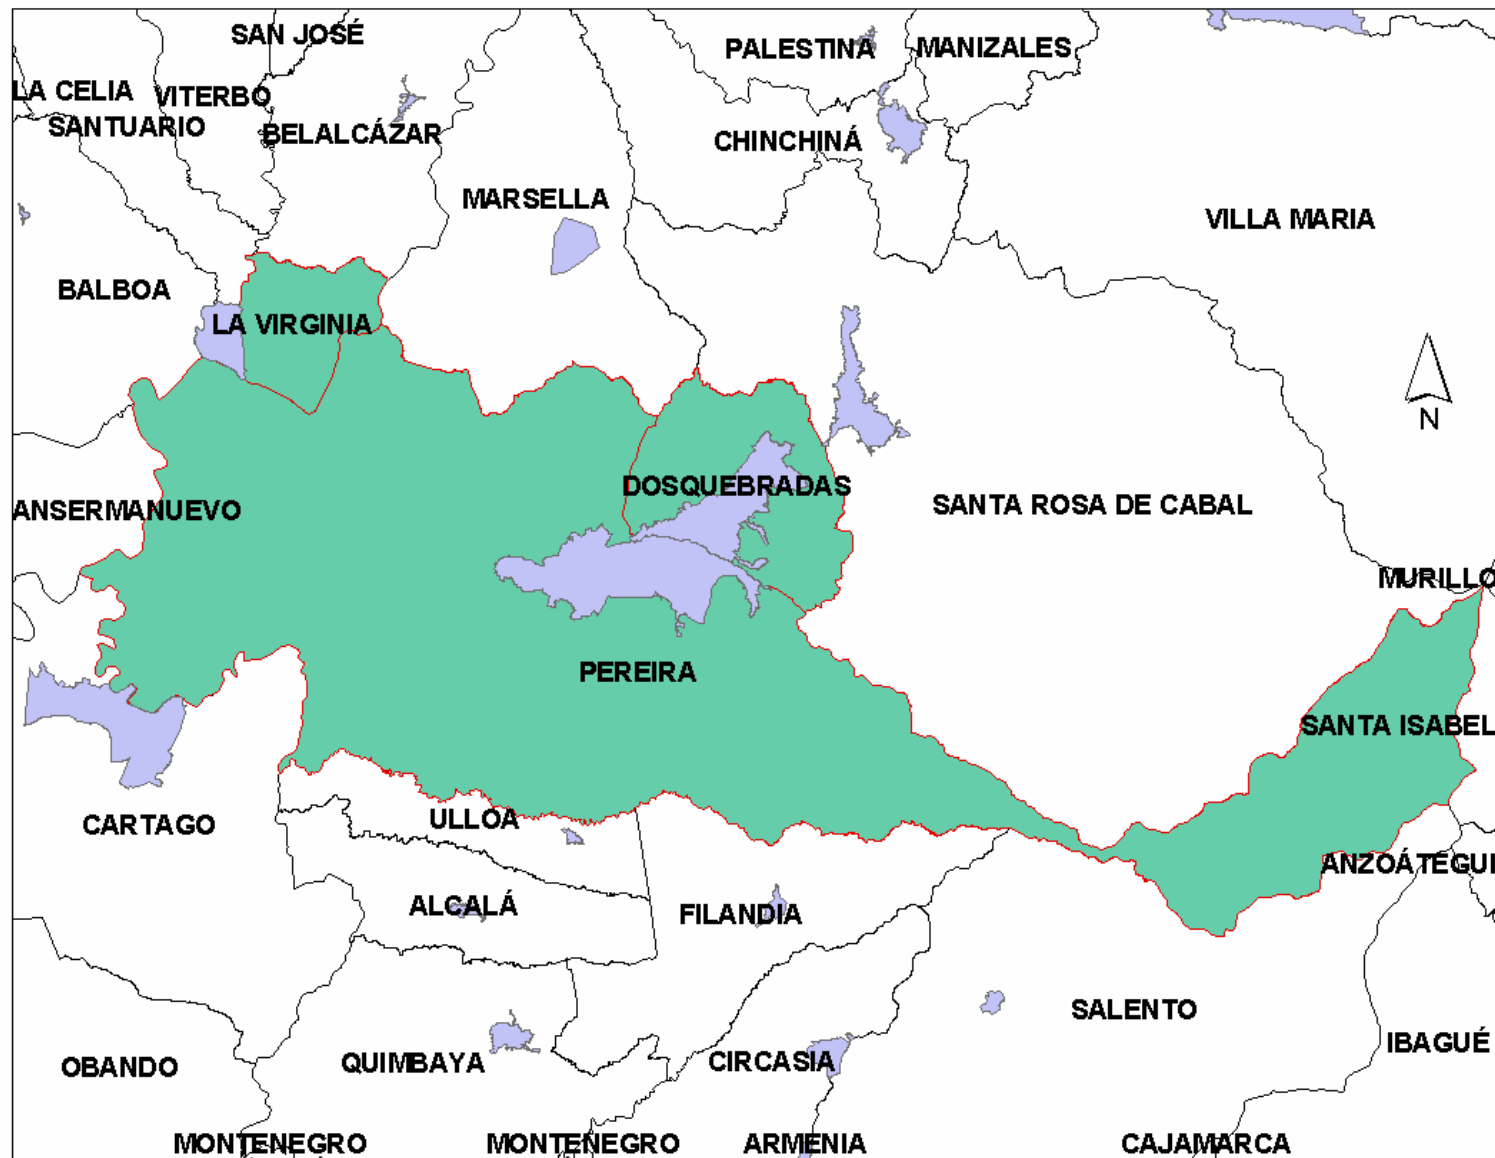 SAN JOSÉ
PALESTINA
MANIZALES
LA CELIA
VITERBO
SANTUARIO
BELALCÁZAR
CHINCHINÁ
MARSELLA
VILLA MARIA
BALBOA
LA VIRGINIA
N
DOSQUEBRADAS
ANSERMANUEVO
SANTA ROSA DE CABAL
MURILLO
PEREIRA
SANTA ISABEL
CARTAGO
ULLOA
ANZOÁTEGUI
ALCALÁ
FILANDIA
SALENTO
IBAGUÉ
OBANDO
QUIMBAYA
CIRCASIA
MONTENEGRO
MONTENEGRO
ARMENIA
CAJAMARCA